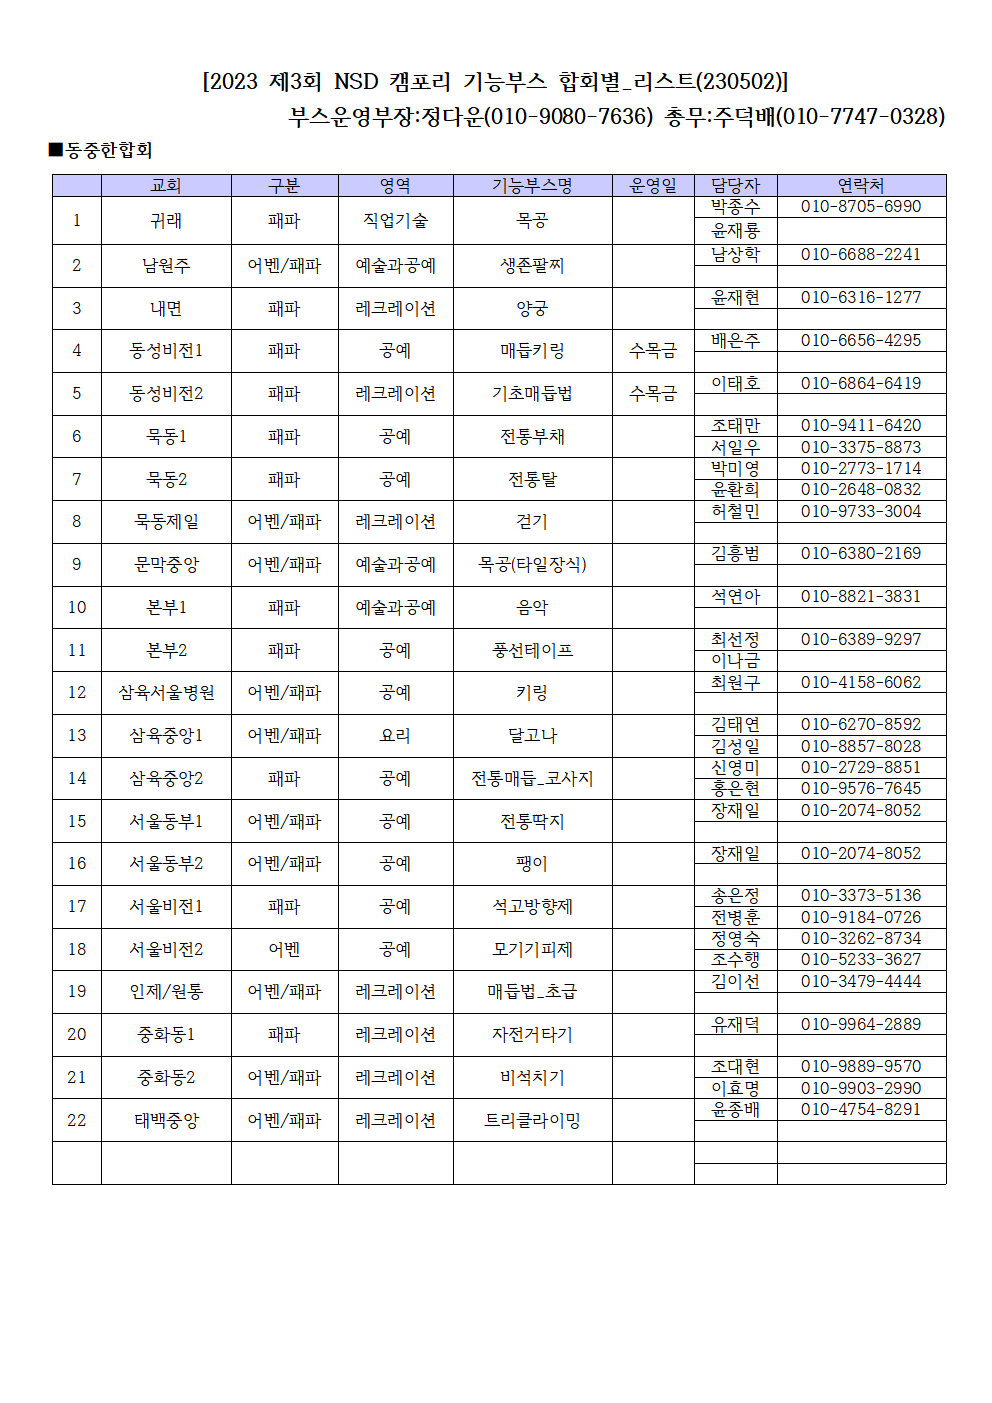 [2023 제3회 NSD 캠포리 기능부스 합회별_리스트(230502)]
부스운영부장:정다운(010-9080-7636) 총무:주덕배(010-7747-0328)
■동중한합회
교회 구분 영역 기능부스명 운영일 담당자 연락처
1 귀래 패파 직업기술 목공 박종수 010-8705-6990
윤재룡
2 남원주 어벤/패파 예술과공예 생존팔찌 남상학 010-6688-2241
3 내면 패파 레크레이션 양궁 윤재현 010-6316-1277
4 동성비전1 패파 공예 매듭키링 수목금 배은주 010-6656-4295
5 동성비전2 패파 레크레이션 기초매듭법 수목금 이태호 010-6864-6419
6 묵동1 패파 공예 전통부채 조태만 010-9411-6420
서일우 010-3375-8873
7 묵동2 패파 공예 전통탈 박미영 010-2773-1714
윤환희 010-2648-0832
8 묵동제일 어벤/패파 레크레이션 걷기 허철민 010-9733-3004
9 문막중앙 어벤/패파 예술과공예 목공(타일장식) 김흥범 010-6380-2169
10 본부1 패파 예술과공예 음악 석연아 010-8821-3831
11 본부2 패파 공예 풍선테이프 최선정 010-6389-9297
이나금
12 삼육서울병원 어벤/패파 공예 키링 최원구 010-4158-6062
13 삼육중앙1 어벤/패파 요리 달고나 김태연 010-6270-8592
김성일 010-8857-8028
14 삼육중앙2 패파 공예 전통매듭_코사지 신영미 010-2729-8851
홍은현 010-9576-7645
15 서울동부1 어벤/패파 공예 전통딱지 장재일 010-2074-8052
16 서울동부2 어벤/패파 공예 팽이 장재일 010-2074-8052
17 서울비전1 패파 공예 석고방향제 송은정 010-3373-5136
전병훈 010-9184-0726
18 서울비전2 어벤 공예 모기기피제 정영숙 010-3262-8734
조수행 010-5233-3627
19 인제/원통 어벤/패파 레크레이션 매듭법_초급 김이선 010-3479-4444
20 중화동1 패파 레크레이션 자전거타기 유재덕 010-9964-2889
21 중화동2 어벤/패파 레크레이션 비석치기 조대현 010-9889-9570
이효명 010-9903-2990
22 태백중앙 어벤/패파 레크레이션 트리클라이밍 윤종배 010-4754-8291